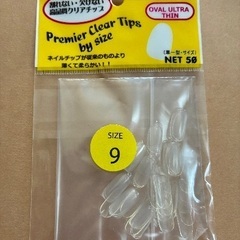 割れない・欠けない
高品質クリアチップ
OVAL ULTRA
THIN
Premier Clear Tips
by size
(単一型・サイズ)
NET 50
ネイルチップが従来のものより
薄くて柔らかい!!
SIZE
9